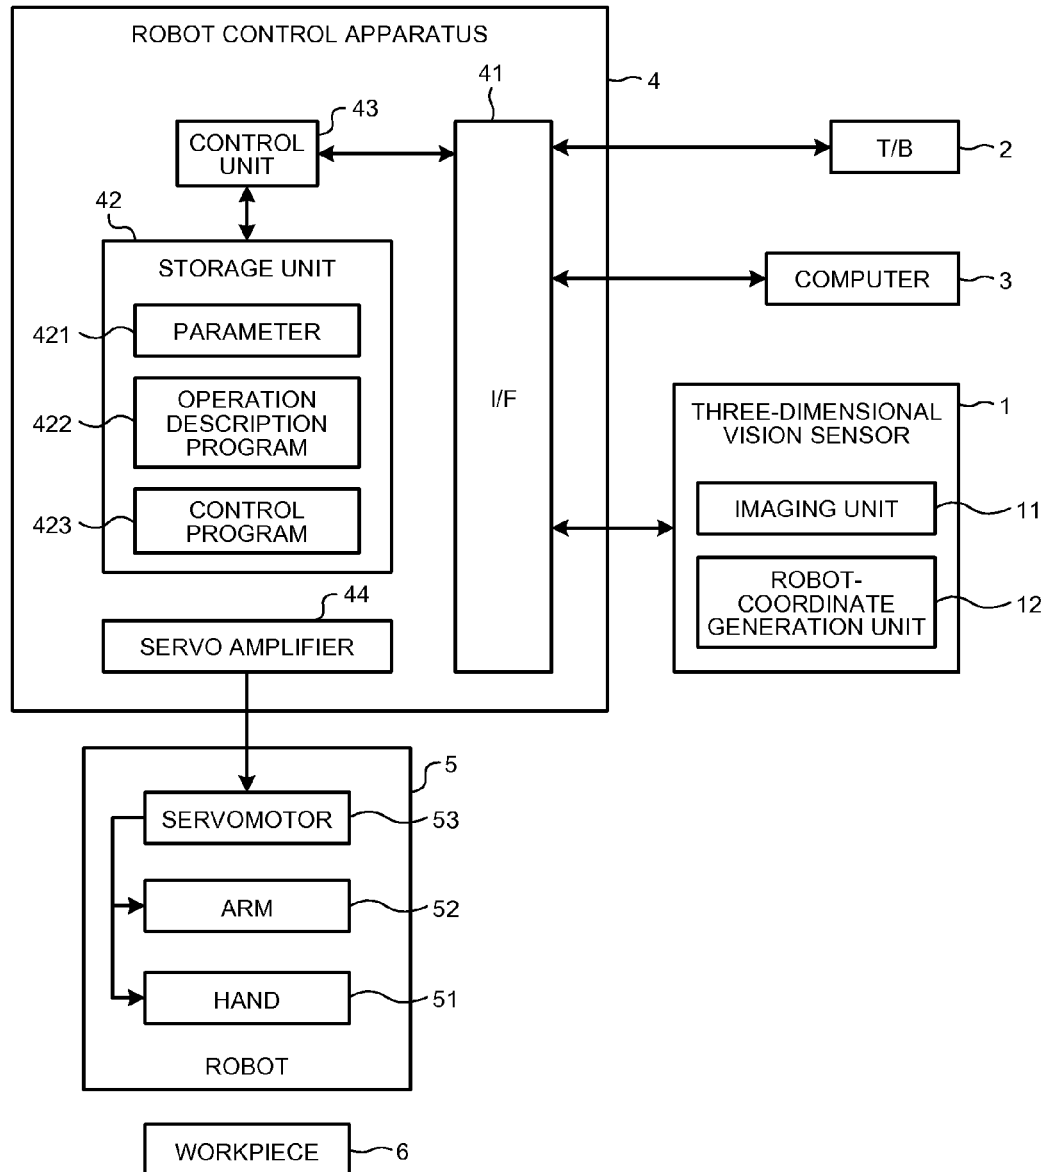 ROBOT CONTROL APPARATUS
4
41
43
CONTROL
UNIT
T/B
2
42
STORAGE UNIT
COMPUTER
3
421
PARAMETER
422
OPERATION
DESCRIPTION
PROGRAM
I/F
THREE-DIMENSIONAL
VISION SENSOR
1
423
CONTROL
PROGRAM
IMAGING UNIT
11
ROBOT-
COORDINATE
GENERATION UNIT
12
44
SERVO AMPLIFIER
5
SERVOMOTOR
53
ARM
52
HAND
51
ROBOT
WORKPIECE
6